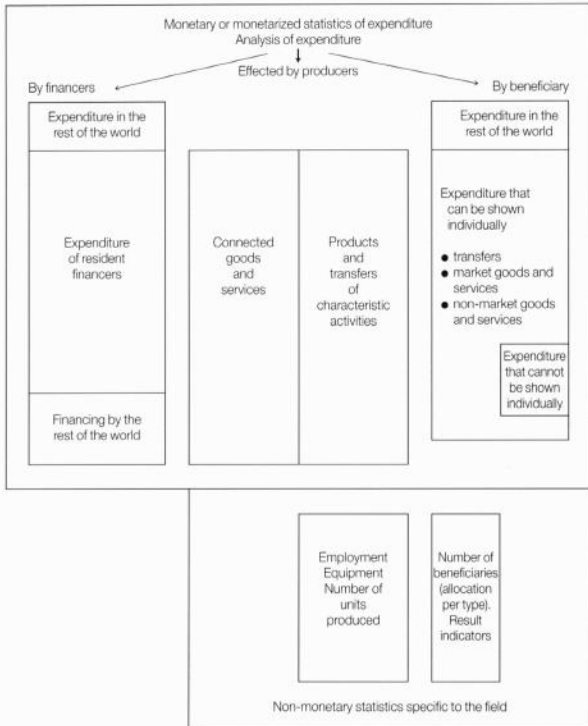 Monetary or monetarized statistics of expenditure
Analysis of expenditure
Effected by producers
By financers
By beneficiary
Expenditure in the
rest of the world
Expenditure
of resident
financers
Financing by the
rest of the world
Connected
goods
and
services
Products
and
transfers
of
characteristic
activities
Expenditure in the
rest of the world
Expenditure that
can be shown
individually
● transfers
● market goods and
services
● non-market goods
and services
Expenditure
that cannot
be shown
individually
Employment
Equipment
Number of
units
produced
Number of
beneficiaries
(allocation
per type).
Result
indicators
Non-monetary statistics specific to the field